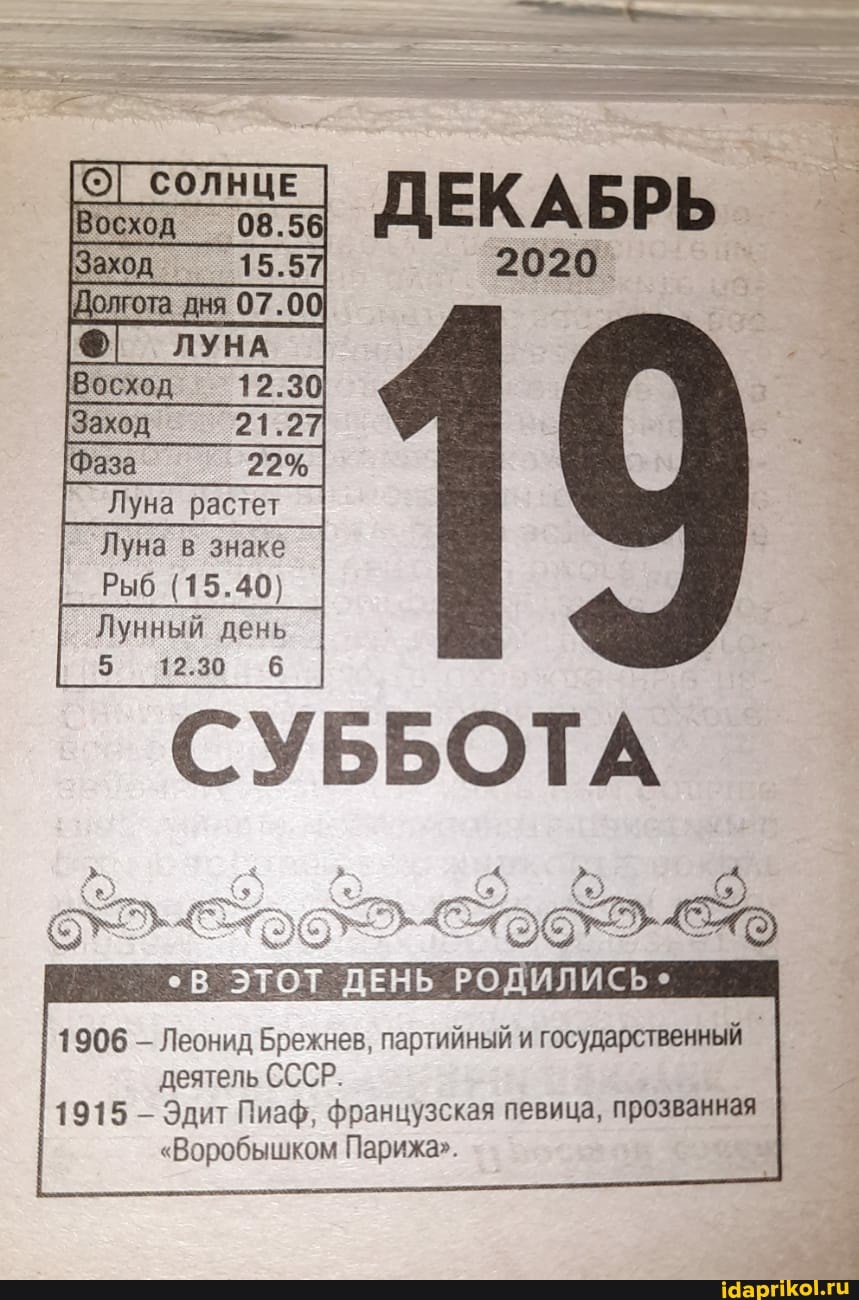 СОЛНЦЕ
Восход 08.56
Заход 15.57
Долгота дня 07.00
ЛУНА
Восход 12.30
Заход 21.27
Фаза 22%
Луна растет
Луна в знаке
Рыб (15.40)
Лунный день
5 12.30 6
ДЕКАБРЬ
2020
19
СУББОТА
• В ЭТОТ ДЕНЬ РОДИЛИСЬ •
1906 – Леонид Брежнев, партийный и государственный
деятель СССР.
1915 – Эдит Пиаф, французская певица, прозванная
«Воробышком Парижа».
idaprikol.ru